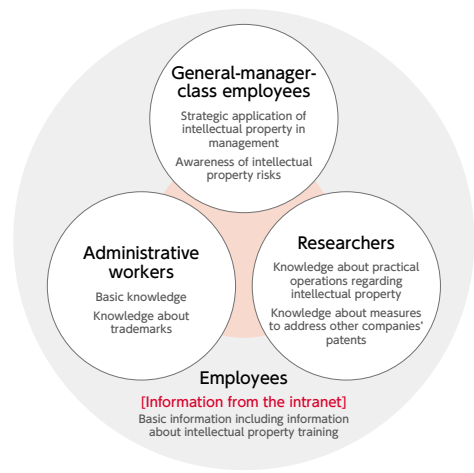 General-manager-
class employees
Strategic application of
intellectual property in
management
Awareness of intellectual
property risks
Administrative
workers
Basic knowledge
Knowledge about
trademarks
Researchers
Knowledge about practical
operations regarding
intellectual property
Knowledge about measures
to address other companies'
patents
Employees
[Information from the intranet]
Basic information including information
about intellectual property training